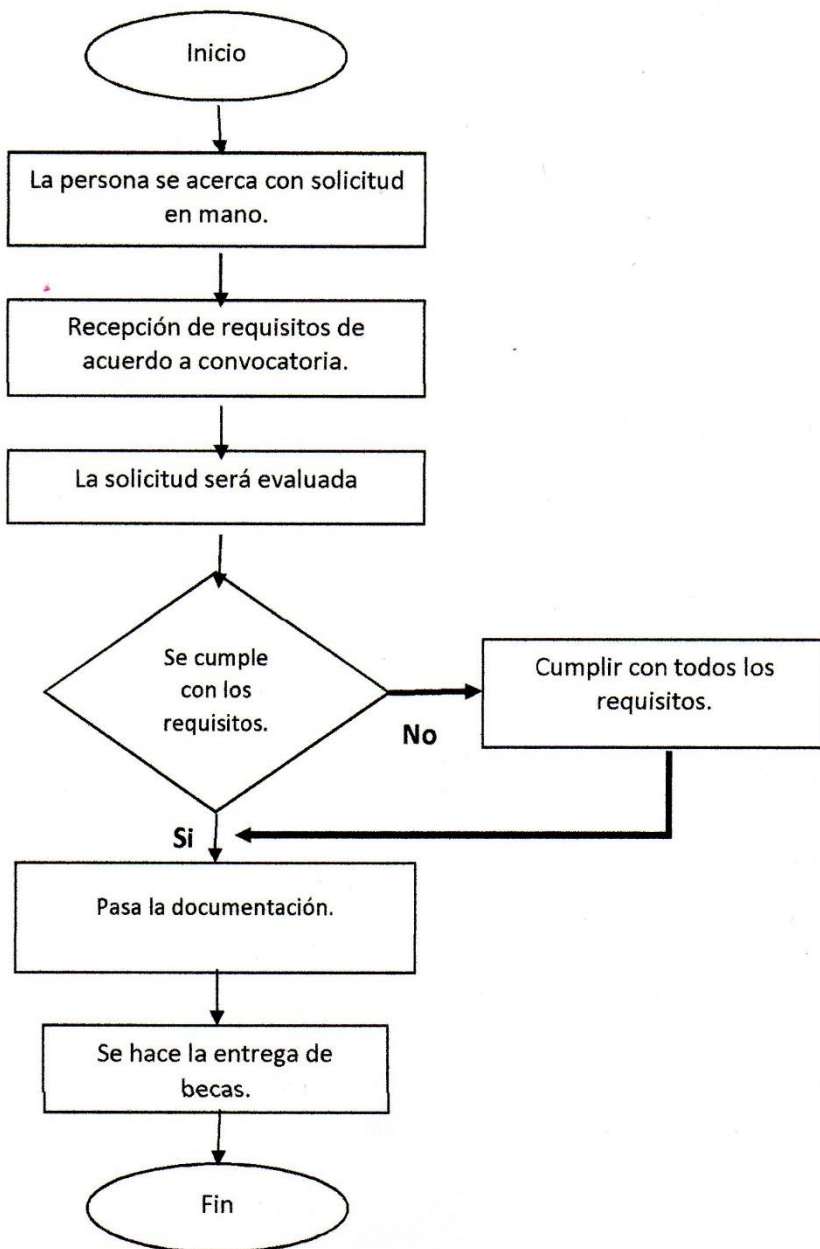 Inicio
La persona se acerca con solicitud
en mano.
Recepción de requisitos de
acuerdo a convocatoria.
La solicitud será evaluada
Se cumple
con los
requisitos.
No
Cumplir con todos los
requisitos.
Si
Pasa la documentación.
Se hace la entrega de
becas.
Fin